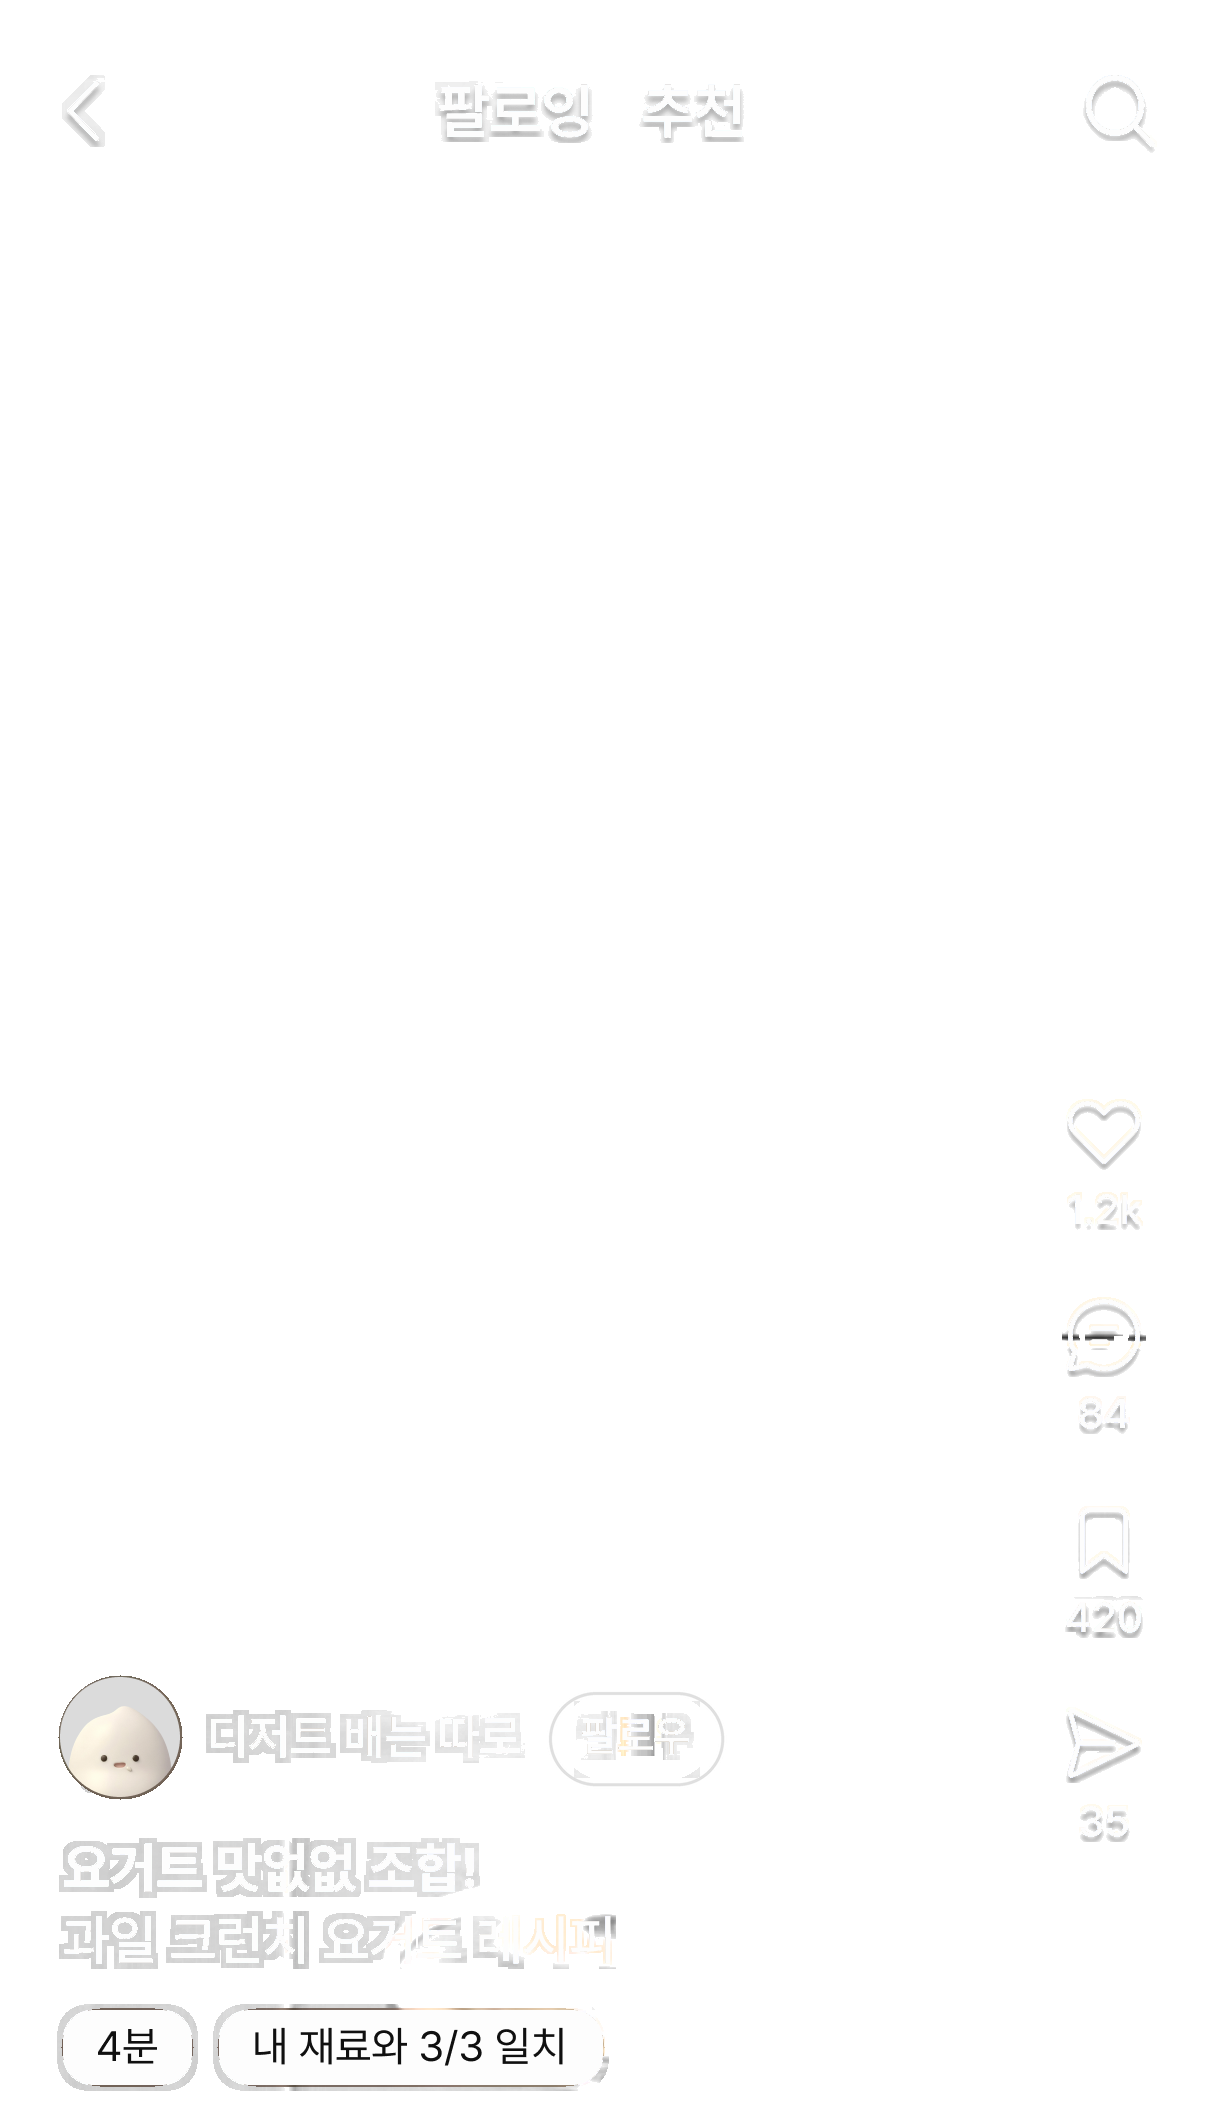 팔로잉 추천
1.2k
84
420
디저트 배는 따로 팔로우
35
요거트 맛없없 조합!
과일 크런치 요거트 레시피
4분 내 재료와 3/3 일치